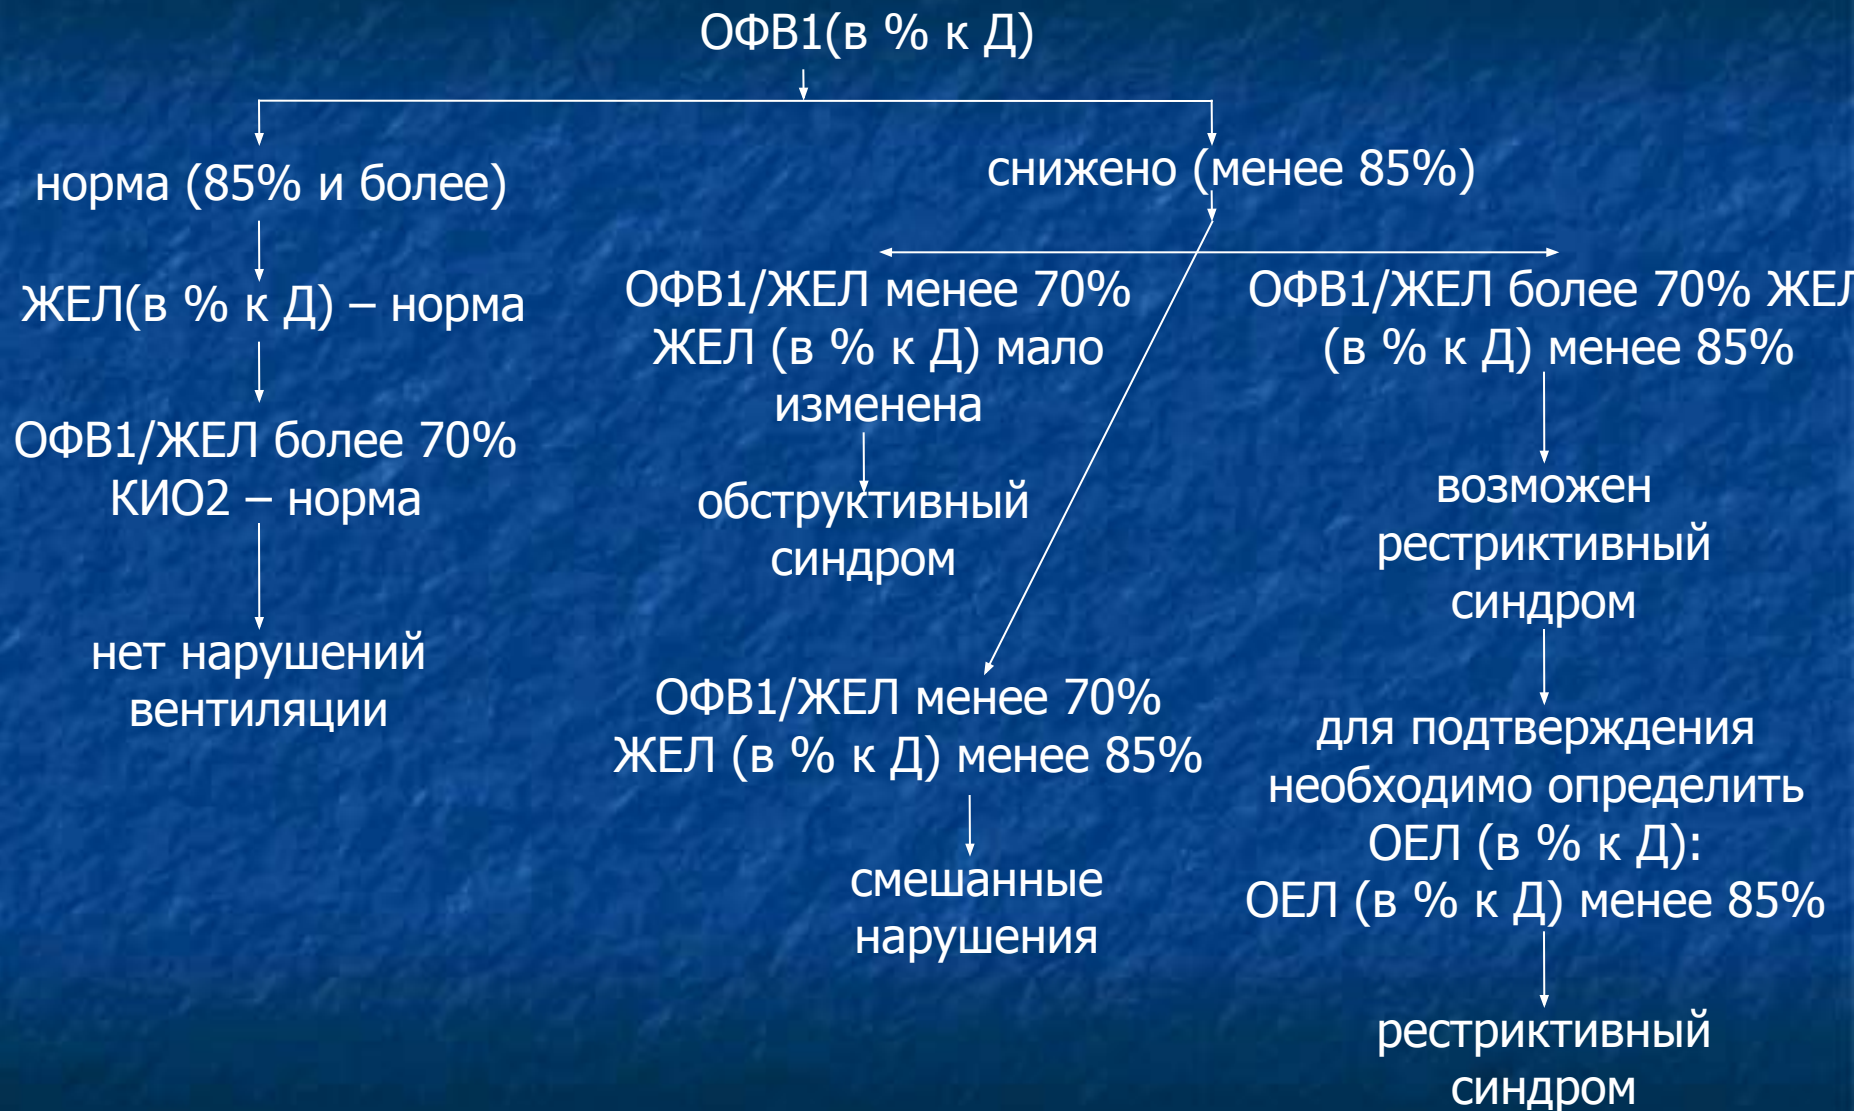 ОФВ1(в % к Д)
норма (85% и более)
ЖЕЛ(в % к Д) – норма
ОФВ1/ЖЕЛ более 70%
КИО2 – норма
нет нарушений
вентиляции
снижено (менее 85%)
ОФВ1/ЖЕЛ менее 70%
ЖЕЛ (в % к Д) мало
изменена
обструктивный
синдром
ОФВ1/ЖЕЛ менее 70%
ЖЕЛ (в % к Д) менее 85%
смешанные
нарушения
ОФВ1/ЖЕЛ более 70% ЖЕЛ
(в % к Д) менее 85%
возможен
рестриктивный
синдром
для подтверждения
необходимо определить
ОЕЛ (в % к Д):
ОЕЛ (в % к Д) менее 85%
рестриктивный
синдром